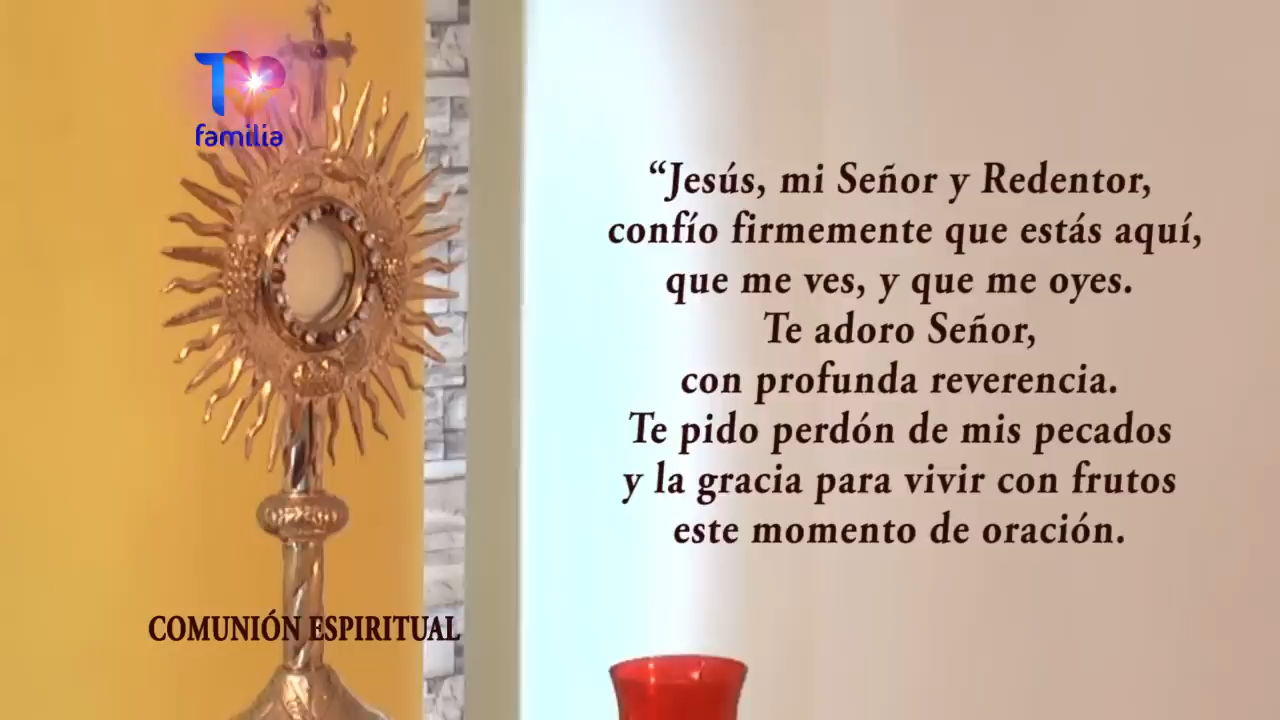 familia
“Jesús, mi Señor y Redentor,
confío firmemente que estás aquí,
que me ves, y que me oyes.
Te adoro Señor,
con profunda reverencia.
Te pido perdón de mis pecados
y la gracia para vivir con frutos
este momento de oración.
COMUNIÓN ESPIRITUAL